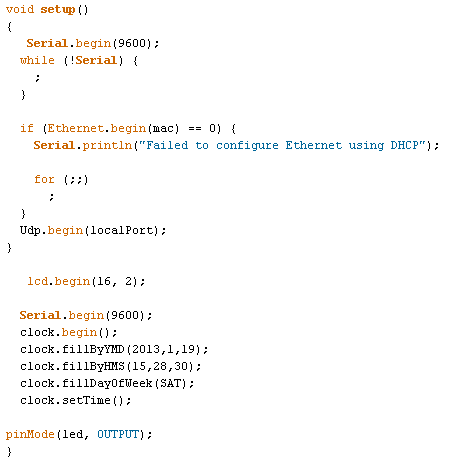 void setup()
{
   Serial.begin(9600);
  while (!Serial) {
    ;
  }

  if (Ethernet.begin(mac) == 0) {
    Serial.println("Failed to configure Ethernet using DHCP");

    for (;;)
      ;
  }
  Udp.begin(localPort);
}

   lcd.begin(16, 2);

  Serial.begin(9600);
  clock.begin();
  clock.fillByYMD(2013,1,19);
  clock.fillByHMS(15,28,30);
  clock.fillDayOfWeek(SAT);
  clock.setTime();

pinMode(led, OUTPUT);
}